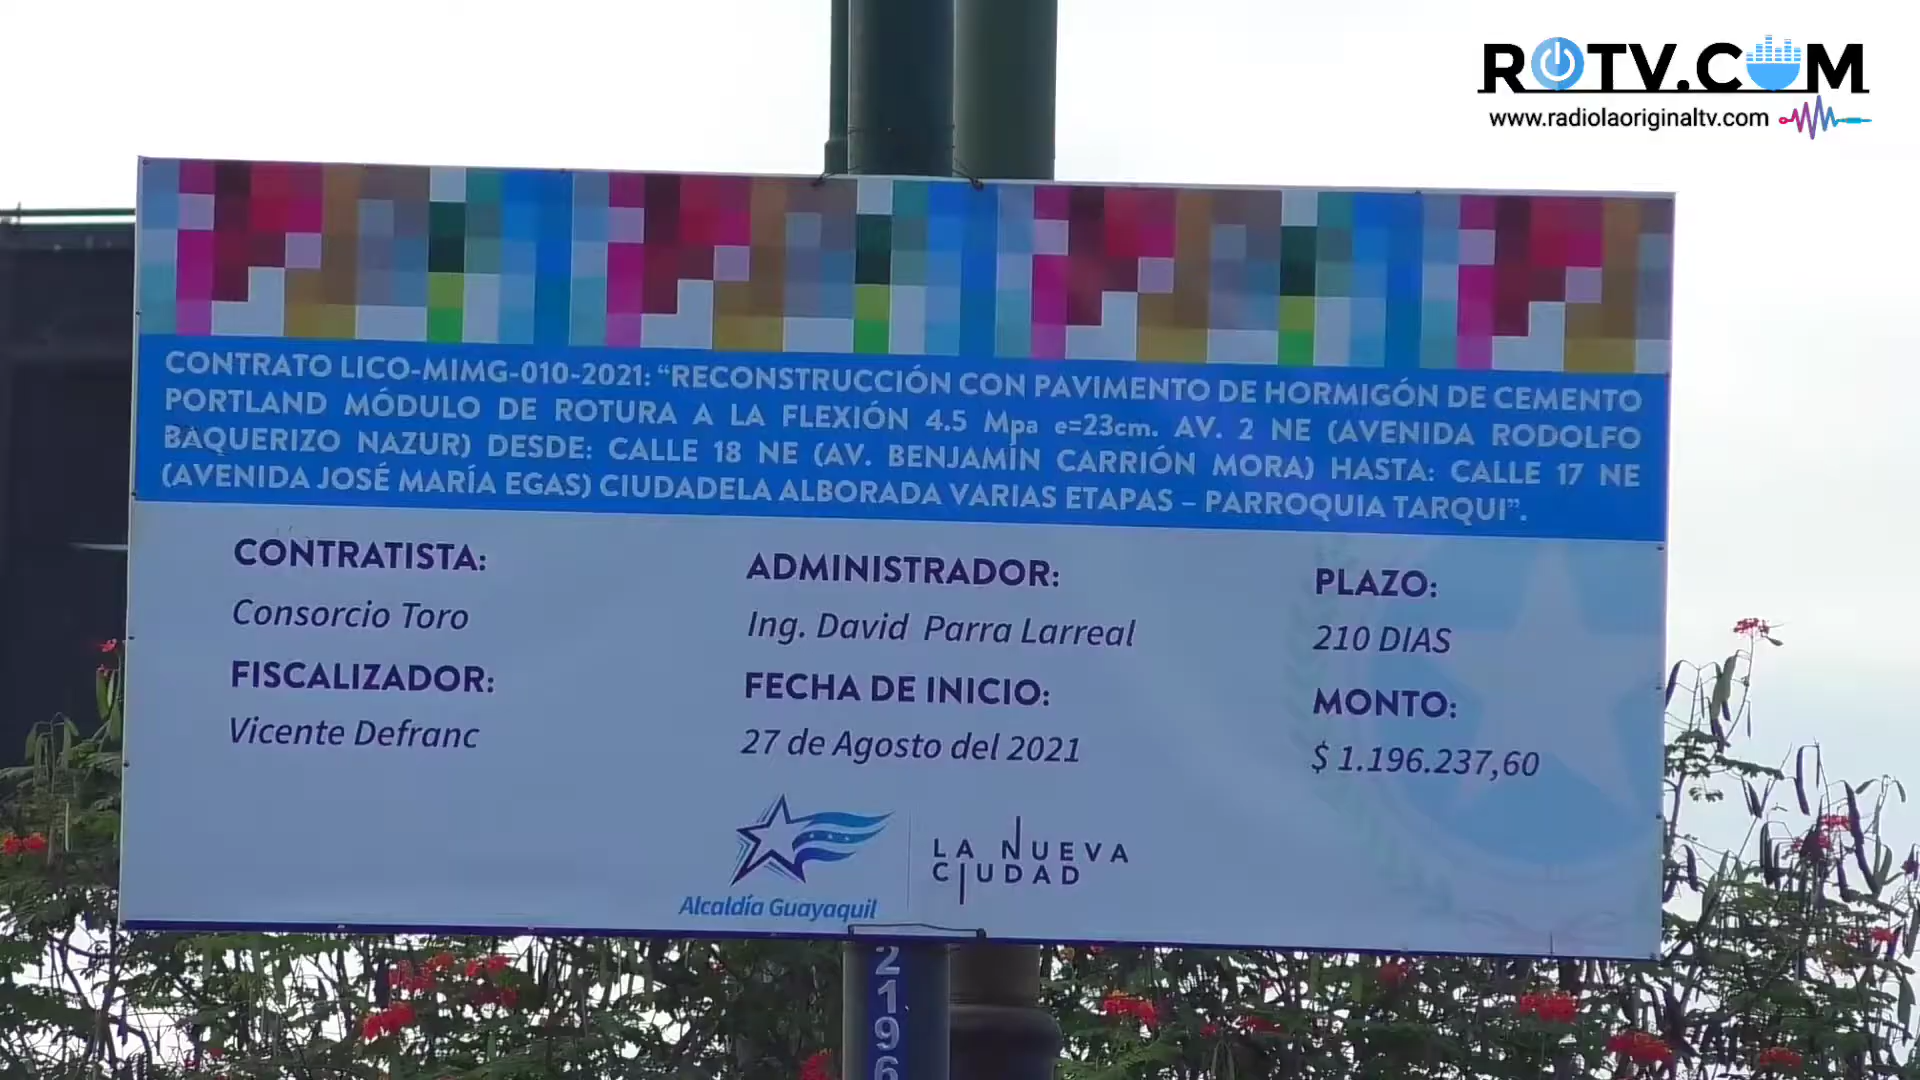 ROTV.COM
www.radiolaoriginaltv.com
CONTRATO LICO-MIMG-010-2021: “RECONSTRUCCIÓN CON PAVIMENTO DE HORMIGÓN DE CEMENTO
PORTLAND MÓDULO DE ROTURA A LA FLEXIÓN 4.5 Mpa e=23cm. AV. 2 NE (AVENIDA RODOLFO
BAQUERIZO NAZUR) DESDE: CALLE 18 NE (AV. BENJAMÍN CARRIÓN MORA) HASTA: CALLE 17 NE
(AVENIDA JOSÉ MARÍA EGAS) CIUDADELA ALBORADA VARIAS ETAPAS – PARROQUIA TARQUI”.
CONTRATISTA:
Consorcio Toro
FISCALIZADOR:
Vicente Defranc
ADMINISTRADOR:
Ing. David Parra Larreal
FECHA DE INICIO:
27 de Agosto del 2021
PLAZO:
210 DIAS
MONTO:
$ 1.196.237,60
Alcaldía Guayaquil
LA NUEVA
CIUDAD
2196